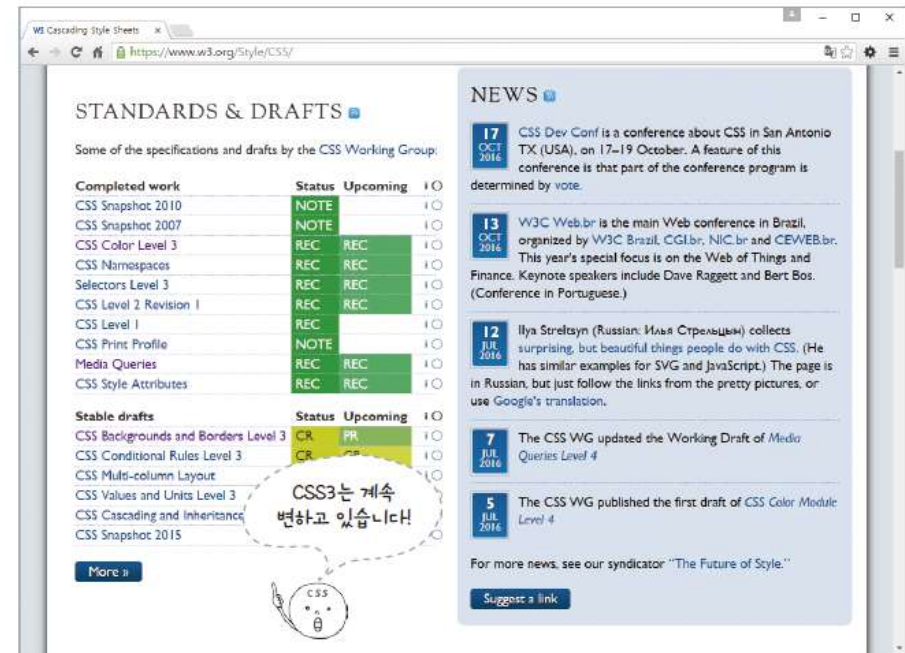 W3 Cascading Style Sheets
https://www.w3.org/Style/CSS/
STANDARDS & DRAFTS
Some of the specifications and drafts by the CSS Working Group:
Completed work Status Upcoming
CSS Snapshot 2010 NOTE
CSS Snapshot 2007 NOTE
CSS Color Level 3 REC REC
CSS Namespaces REC REC
Selectors Level 3 REC REC
CSS Level 2 Revision 1 REC REC
CSS Level 1 REC
CSS Print Profile NOTE
Media Queries REC REC
CSS Style Attributes REC REC
Stable drafts Status Upcoming
CSS Backgrounds and Borders Level 3 CR PR
CSS Conditional Rules Level 3 CR CR
CSS Multi-column Layout
CSS Values and Units Level 3
CSS Cascading and Inheritance
CSS Snapshot 2015
More »
CSS3는 계속
변하고 있습니다!
CSS
NEWS
17
OCT
2016
CSS Dev Conf is a conference about CSS in San Antonio
TX (USA), on 17–19 October. A feature of this
conference is that part of the conference program is
determined by vote.
13
OCT
2016
W3C Web.br is the main Web conference in Brazil,
organized by W3C Brazil, CGI.br, NIC.br and CEWEB.br.
This year's special focus is on the Web of Things and
Finance. Keynote speakers include Dave Raggett and Bert Bos.
(Conference in Portuguese.)
12
JUL
2016
Ilya Streltsyn (Russian: Илья Стрельцын) collects
surprising, but beautiful things people do with CSS. (He
has similar examples for SVG and JavaScript.) The page is
in Russian, but just follow the links from the pretty pictures, or
use Google's translation.
7
JUL
2016
The CSS WG updated the Working Draft of Media
Queries Level 4
5
JUL
2016
The CSS WG published the first draft of CSS Color Module
Level 4
For more news, see our syndicator "The Future of Style."
Suggest a link